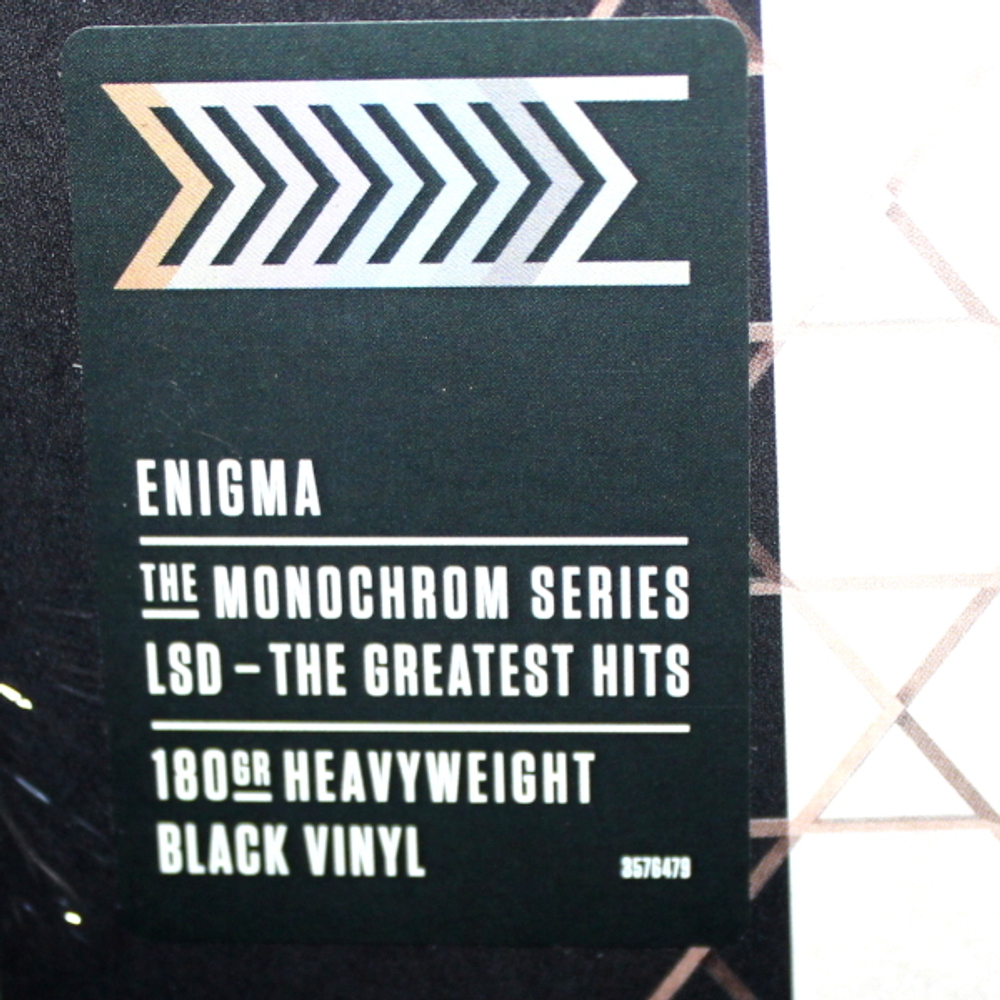 ENIGMA
THE MONOCHROM SERIES
LSD – THE GREATEST HITS
180GR HEAVYWEIGHT
BLACK VINYL
3576479